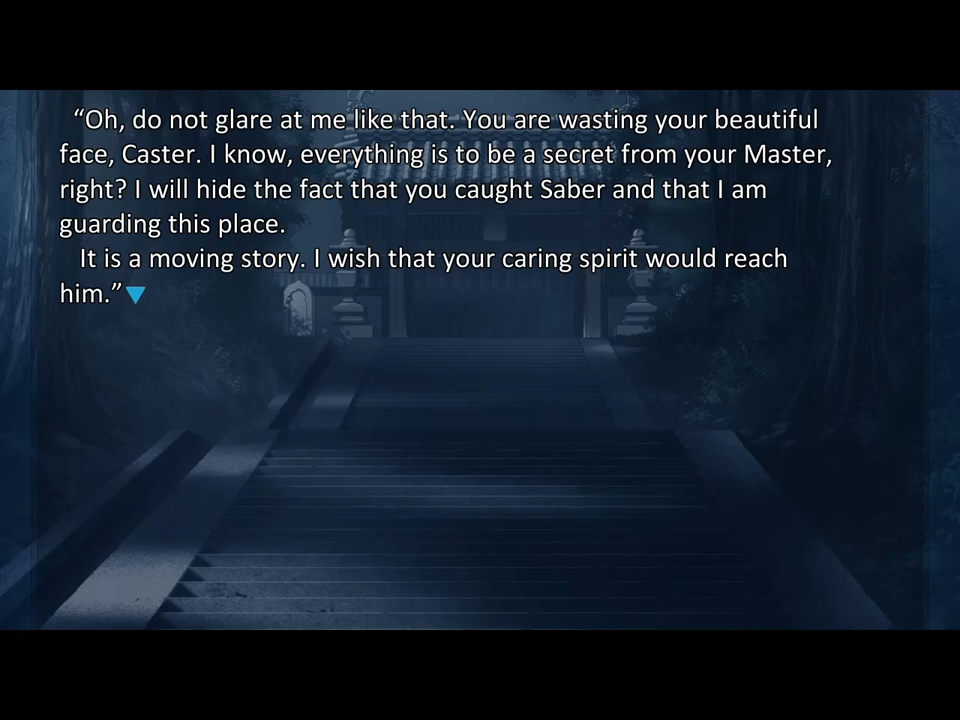 “Oh, do not glare at me like that. You are wasting your beautiful
face, Caster. I know, everything is to be a secret from your Master,
right? I will hide the fact that you caught Saber and that I am
guarding this place.
It is a moving story. I wish that your caring spirit would reach
him.”